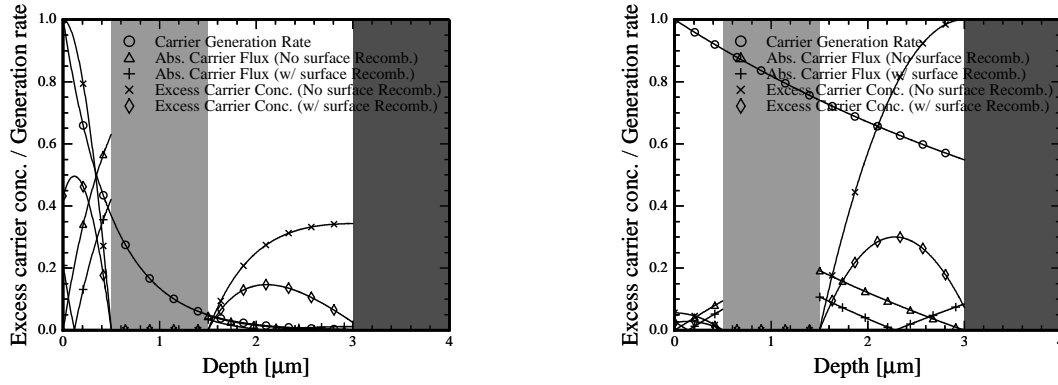 Excess carrier conc. / Generation rate
1.0
0.8
0.6
0.4
0.2
0.0
0
1
2
3
4
Depth [μm]
Carrier Generation Rate
Abs. Carrier Flux (No surface Recomb.)
Abs. Carrier Flux (w/ surface Recomb.)
Excess Carrier Conc. (No surface Recomb.)
Excess Carrier Conc. (w/ surface Recomb.)
Excess carrier conc. / Generation rate
1.0
0.8
0.6
0.4
0.2
0.0
0
1
2
3
4
Depth [μm]
Carrier Generation Rate
Abs. Carrier Flux (No surface Recomb.)
Abs. Carrier Flux (w/ surface Recomb.)
Excess Carrier Conc. (No surface Recomb.)
Excess Carrier Conc. (w/ surface Recomb.)